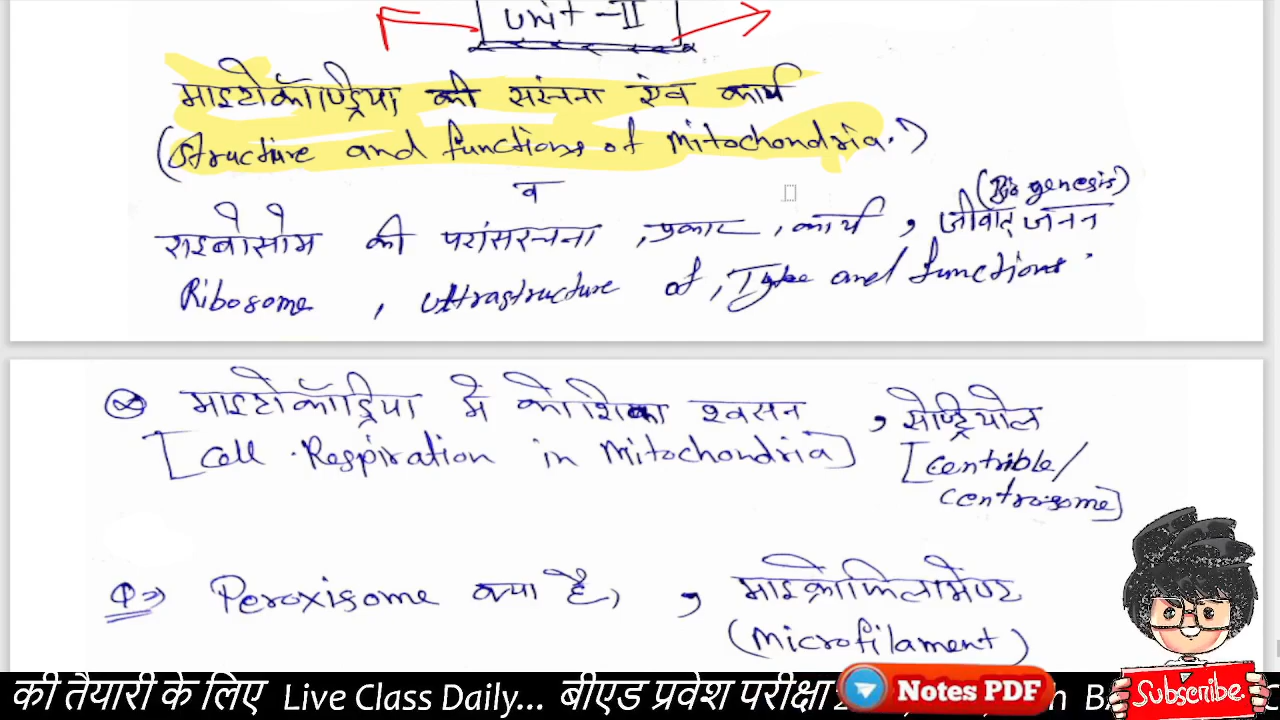 Unit-II
माइटोकॉण्ड्रिया की संरचना एंव कार्य
(Structure and functions of Mitochondria.)
व
(Bio genesis)
राइबोसोम की परांसरचना , प्रकार , कार्य , जीवात् जनन
Ribosome , Ultrastructure of , Type and functions
माइटोकॉंड्रिया में कोशिका श्वसन , सेण्ट्रियोल
[Cell . Respiration in Mitochondria] [Centrible/
Centrosome]
Q=> Peroxisome क्या है, , माइक्रोफिलामेण्ट
(Microfilament)
की तैयारी के लिए Live Class Daily... बीएड प्रवेश परीक्षा
Notes PDF
Subscribe